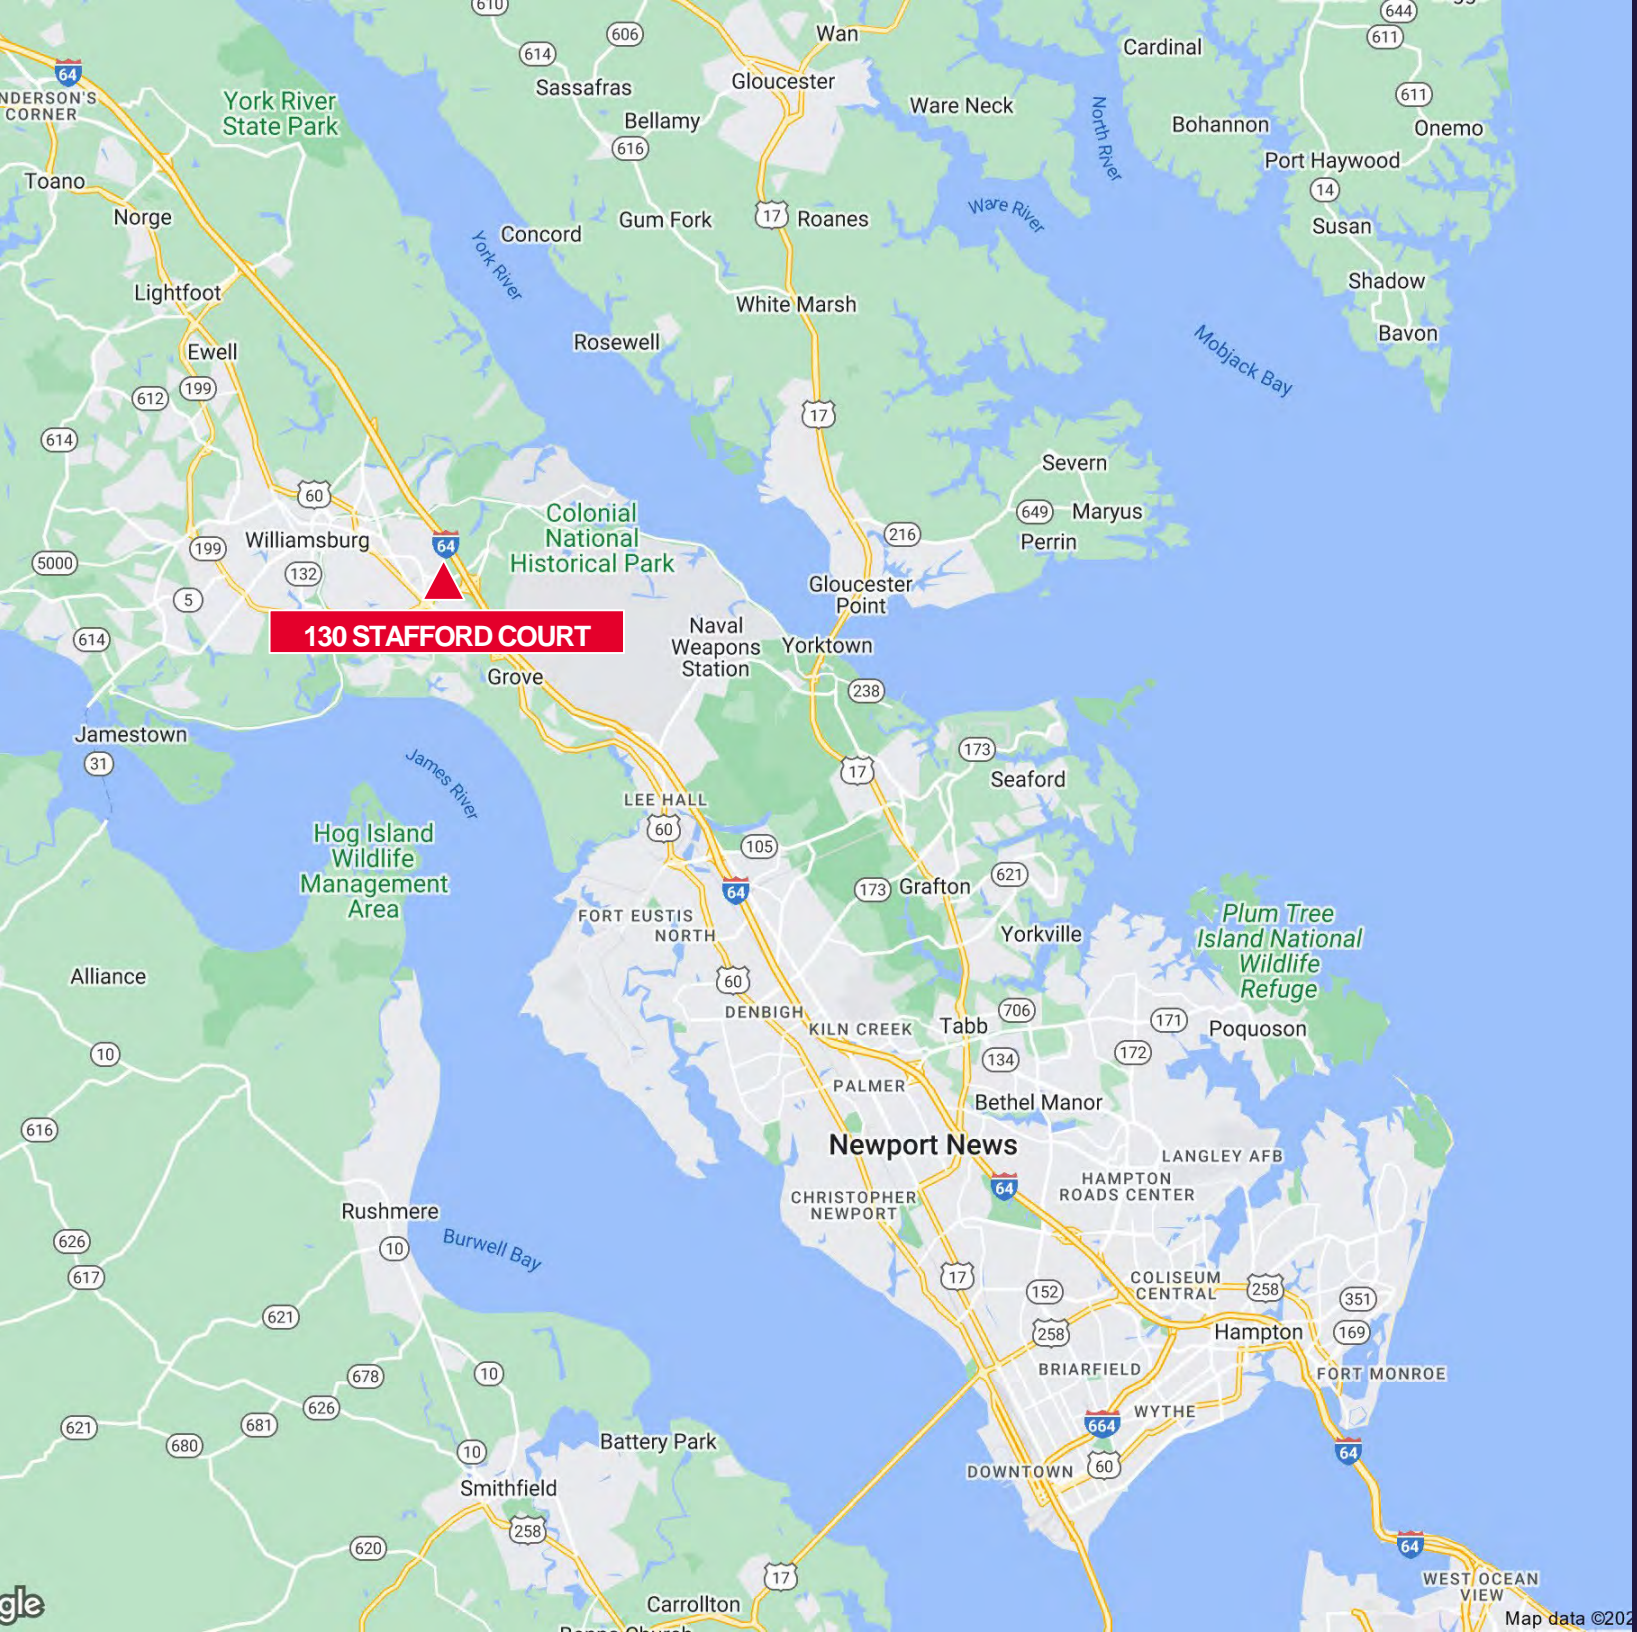 610
606
Wan
644
611
Cardinal
614
64
Gloucester
Sassafras
611
NDERSON'S
CORNER
York River
State Park
Ware Neck
Bellamy
North River
Bohannon
Onemo
616
Port Haywood
Toano
14
Norge
17
Roanes
Ware River
Gum Fork
Susan
Concord
York River
Shadow
Lightfoot
White Marsh
Bavon
Rosewell
Ewell
Mobjack Bay
199
612
17
614
Severn
60
649
Maryus
Colonial
National
Historical Park
216
Williamsburg
64
199
Perrin
5000
132
5
Gloucester
Point
130 STAFFORD COURT
614
Naval
Weapons
Station
Yorktown
Grove
238
Jamestown
31
James River
173
17
Seaford
LEE HALL
60
Hog Island
Wildlife
Management
Area
105
64
173
Grafton
621
FORT EUSTIS
NORTH
Yorkville
Plum Tree
Island National
Wildlife
Refuge
Alliance
60
DENBIGH
706
171
KILN CREEK
Tabb
Poquoson
10
134
172
PALMER
Bethel Manor
616
Newport News
LANGLEY AFB
64
HAMPTON
ROADS CENTER
CHRISTOPHER
NEWPORT
Rushmere
626
10
Burwell Bay
617
17
COLISEUM
CENTRAL
258
152
351
621
258
Hampton
169
678
10
BRIARFIELD
FORT MONROE
626
WYTHE
621
681
664
680
10
Battery Park
64
DOWNTOWN
60
Smithfield
258
64
620
17
WEST OCEAN
VIEW
Carrollton
gle
Map data ©202